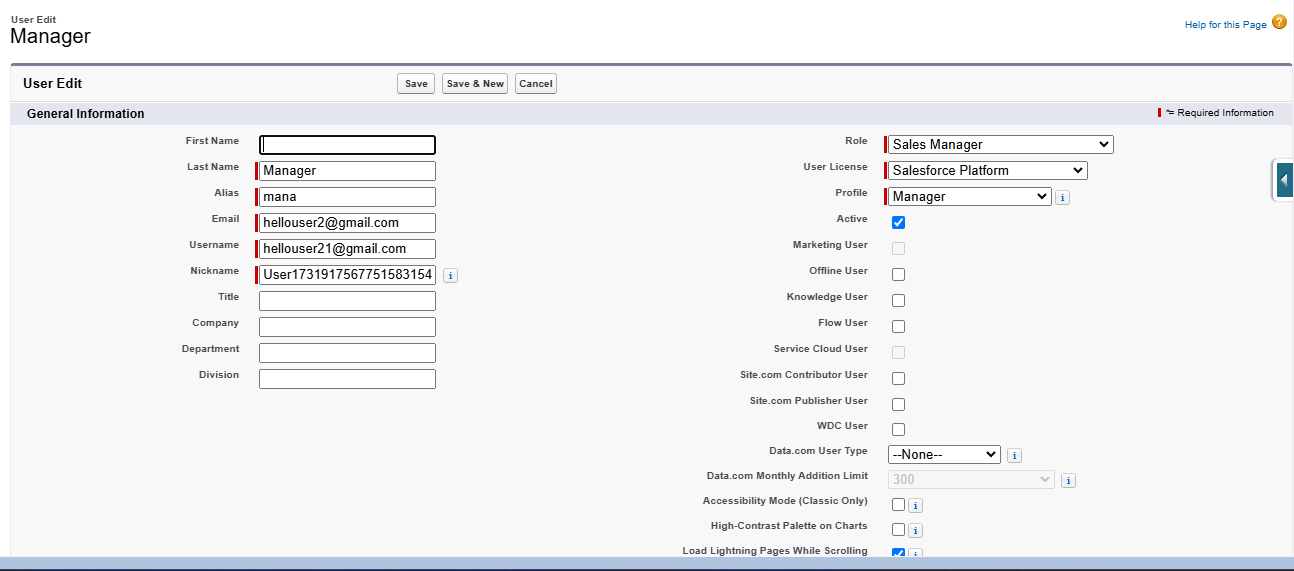 User Edit
Manager
Help for this Page ?
User Edit
Save
Save & New
Cancel
General Information
= Required Information
First Name
Last Name Manager
Alias mana
Email hellouser2@gmail.com
Username hellouser21@gmail.com
Nickname User1731917567751583154 i
Title
Company
Department
Division
Role Sales Manager
User License Salesforce Platform
Profile Manager i
Active
Marketing User
Offline User
Knowledge User
Flow User
Service Cloud User
Site.com Contributor User
Site.com Publisher User
WDC User
Data.com User Type --None-- i
Data.com Monthly Addition Limit 300 i
Accessibility Mode (Classic Only) i
High-Contrast Palette on Charts i
Load Lightning Pages While Scrolling i